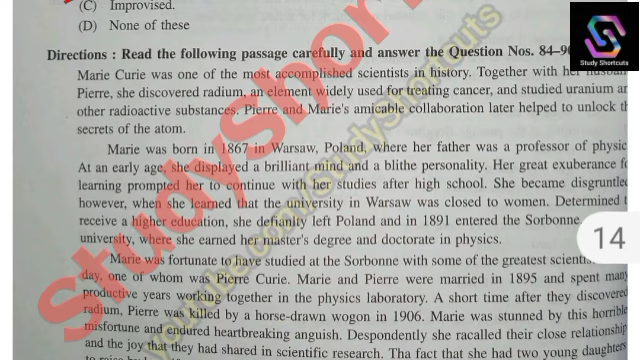 (C) Improvised.
(D) None of these
Study Shortcuts
Directions : Read the following passage carefully and answer the Question Nos. 84–90
Marie Curie was one of the most accomplished scientists in history. Together with her husban
Pierre, she discovered radium, an element widely used for treating cancer, and studied uranium an
other radioactive substances. Pierre and Marie's amicable collaboration later helped to unlock th
secrets of the atom.
Marie was born in 1867 in Warsaw, Poland, where her father was a professor of physic
At an early age she displayed a brilliant mind and a blithe personality. Her great exuberance fo
learning prompted her to continue with her studies after high school. She became disgruntled
however, when she learned that the university in Warsaw was closed to women. Determined t
receive a higher education, she defiantly left Poland and in 1891 entered the Sorbonne,
university, where she earned her master's degree and doctorate in physics.
14
Marie was fortunate to have studied at the Sorbonne with some of the greatest scientis
day, one of whom was Pierre Curie. Marie and Pierre were married in 1895 and spent many
productive years working together in the physics laboratory. A short time after they discovered
radium, Pierre was killed by a horse-drawn wogon in 1906. Marie was stunned by this horrible
misfortune and endured heartbreaking anguish. Despondently she racalled their close relationship
and the joy that they had shared in scientific research. Tha fact that she had two young daughters
StudyShor
youtube.com/StudyShortcuts